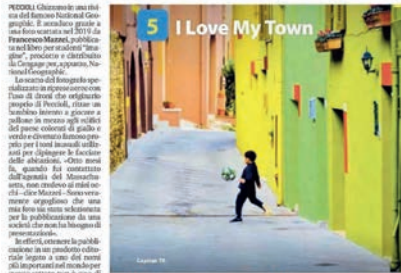 PECCIOLI. Ghizzano in una rivi-
sta del famoso National Geo-
graphic. È accaduto grazie a
una foto scattata nel 2019 da
Francesco Mazzei, pubblica-
ta nel libro per studenti "Ima-
gine", prodotto e distribuito
da Cengage per, appunto, Na-
tional Geographic.
Lo scatto del fotografo spe-
cializzato in riprese aeree con
l'uso di droni che originario
proprio di Peccioli, ritrae un
bambino intento a giocare a
pallone in mezzo agli edifici
del paese colorati di giallo e
verde e divenuto famoso pro-
prio per i toni inusuali utiliz-
zati per dipingere le facciate
delle abitazioni. «Otto mesi
fa, quando fui contattato
dall'agenzia del Massachu-
setts, non credevo ai miei oc-
chi – dice Mazzei – Sono vera-
mente orgoglioso che una
mia foto sia stata selezionata
per la pubblicazione da una
società che non ha bisogno di
presentazioni».
In effetti, ottenere la pubbli-
cazione in un prodotto edito-
riale legato a uno dei nomi
più importanti nel mondo per
5 I Love My Town